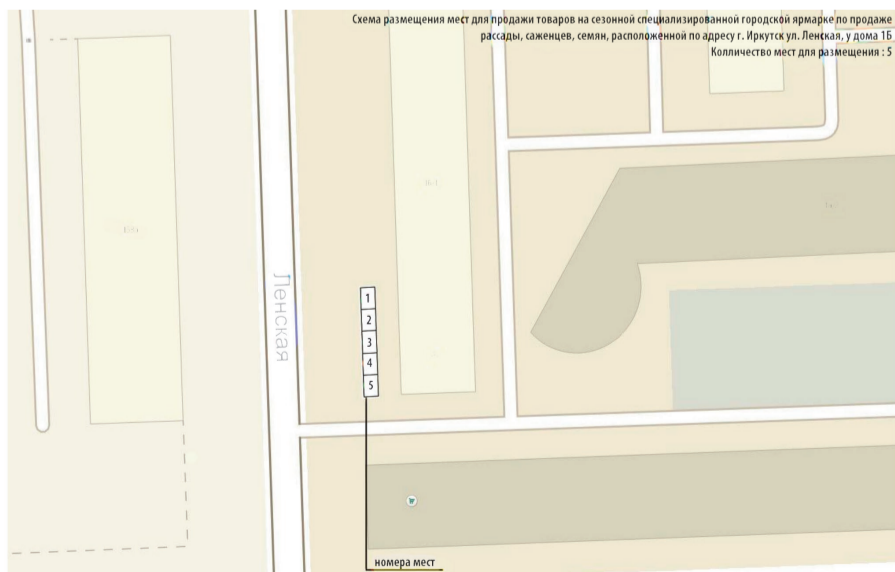 Схема размещения мест для продажи товаров на сезонной специализированной городской ярмарке по продаже
рассады, саженцев, семян, расположенной по адресу г. Иркутск ул. Ленская, у дома 1Б
Колличество мест для размещения : 5
Ленская
1
2
3
4
5
номера мест